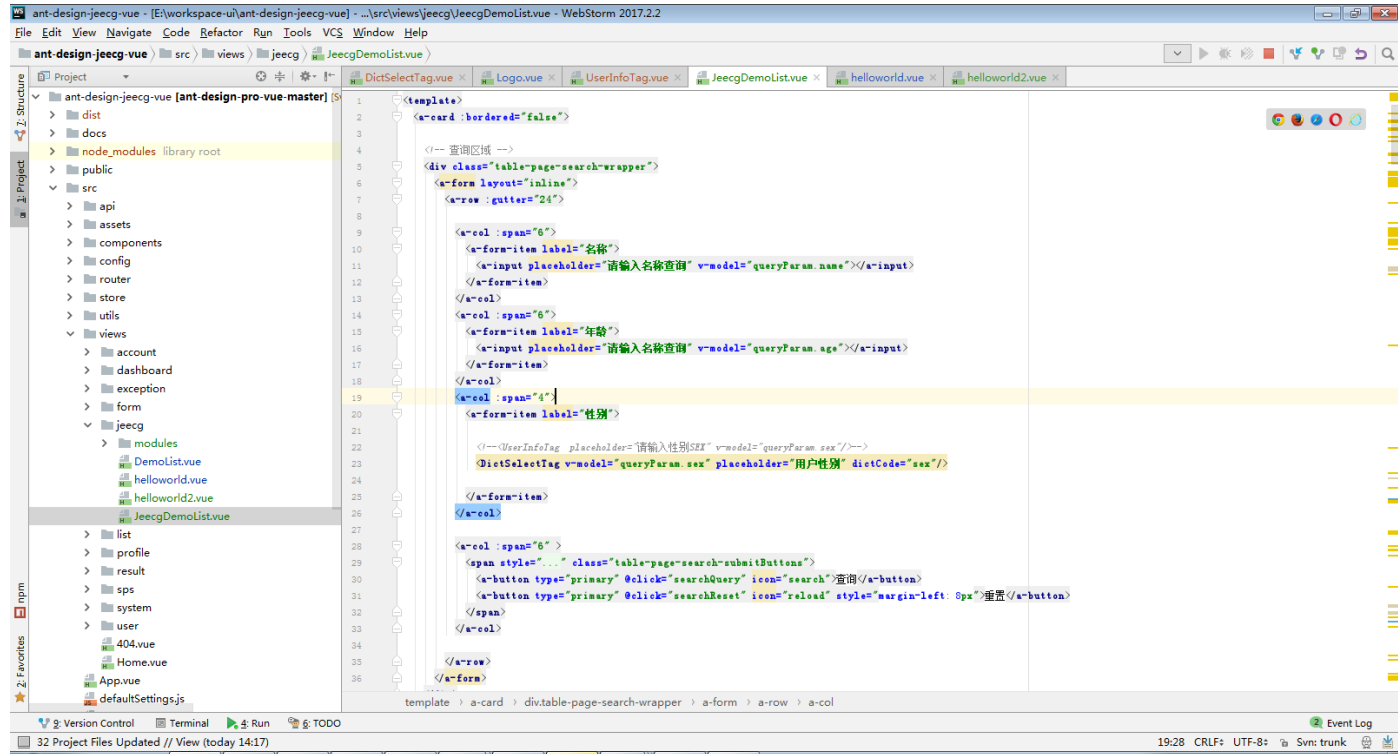 ant-design-jeecg-vue - [E:\workspace-ui\ant-design-jeecg-vue] - ...\src\views\jeecg\JeecgDemoList.vue - WebStorm 2017.2.2
File Edit View Navigate Code Refactor Run Tools VCS Window Help
ant-design-jeecg-vue src views jeecg JeecgDemoList.vue
Project
DictSelectTag.vue × Logo.vue × UserInfoTag.vue × JeecgDemoList.vue × helloworld.vue × helloworld2.vue ×
Z: Structure
1: Project
npm
2: Favorites
ant-design-jeecg-vue [ant-design-pro-vue-master]
dist
docs
node_modules library root
public
src
api
assets
components
config
router
store
utils
views
account
dashboard
exception
form
jeecg
modules
DemoList.vue
helloworld.vue
helloworld2.vue
JeecgDemoList.vue
list
profile
result
sps
system
user
404.vue
Home.vue
App.vue
defaultSettings.js
1 <template>
2 <a-card :bordered="false">
3
4 <!-- 查询区域 -->
5 <div class="table-page-search-wrapper">
6 <a-form layout="inline">
7 <a-row :gutter="24">
8
9 <a-col :span="6">
10 <a-form-item label="名称">
11 <a-input placeholder="请输入名称查询" v-model="queryParam.name"></a-input>
12 </a-form-item>
13 </a-col>
14 <a-col :span="6">
15 <a-form-item label="年龄">
16 <a-input placeholder="请输入名称查询" v-model="queryParam.age"></a-input>
17 </a-form-item>
18 </a-col>
19 <a-col :span="4">
20 <a-form-item label="性别">
21
22 <!--<UserInfoTag placeholder="请输入性别SEX" v-model="queryParam.sex"/>-->
23 <DictSelectTag v-model="queryParam.sex" placeholder="用户性别" dictCode="sex"/>
24
25 </a-form-item>
26 </a-col>
27
28 <a-col :span="6" >
29 <span style="..." class="table-page-search-submitButtons">
30 <a-button type="primary" @click="searchQuery" icon="search">查询</a-button>
31 <a-button type="primary" @click="searchReset" icon="reload" style="margin-left: 8px">重置</a-button>
32 </span>
33 </a-col>
34
35 </a-row>
36 </a-form>
template › a-card › div.table-page-search-wrapper › a-form › a-row › a-col
9: Version Control Terminal 4: Run 6: TODO
2 Event Log
32 Project Files Updated // View (today 14:17)
19:28 CRLF UTF-8 Svn: trunk